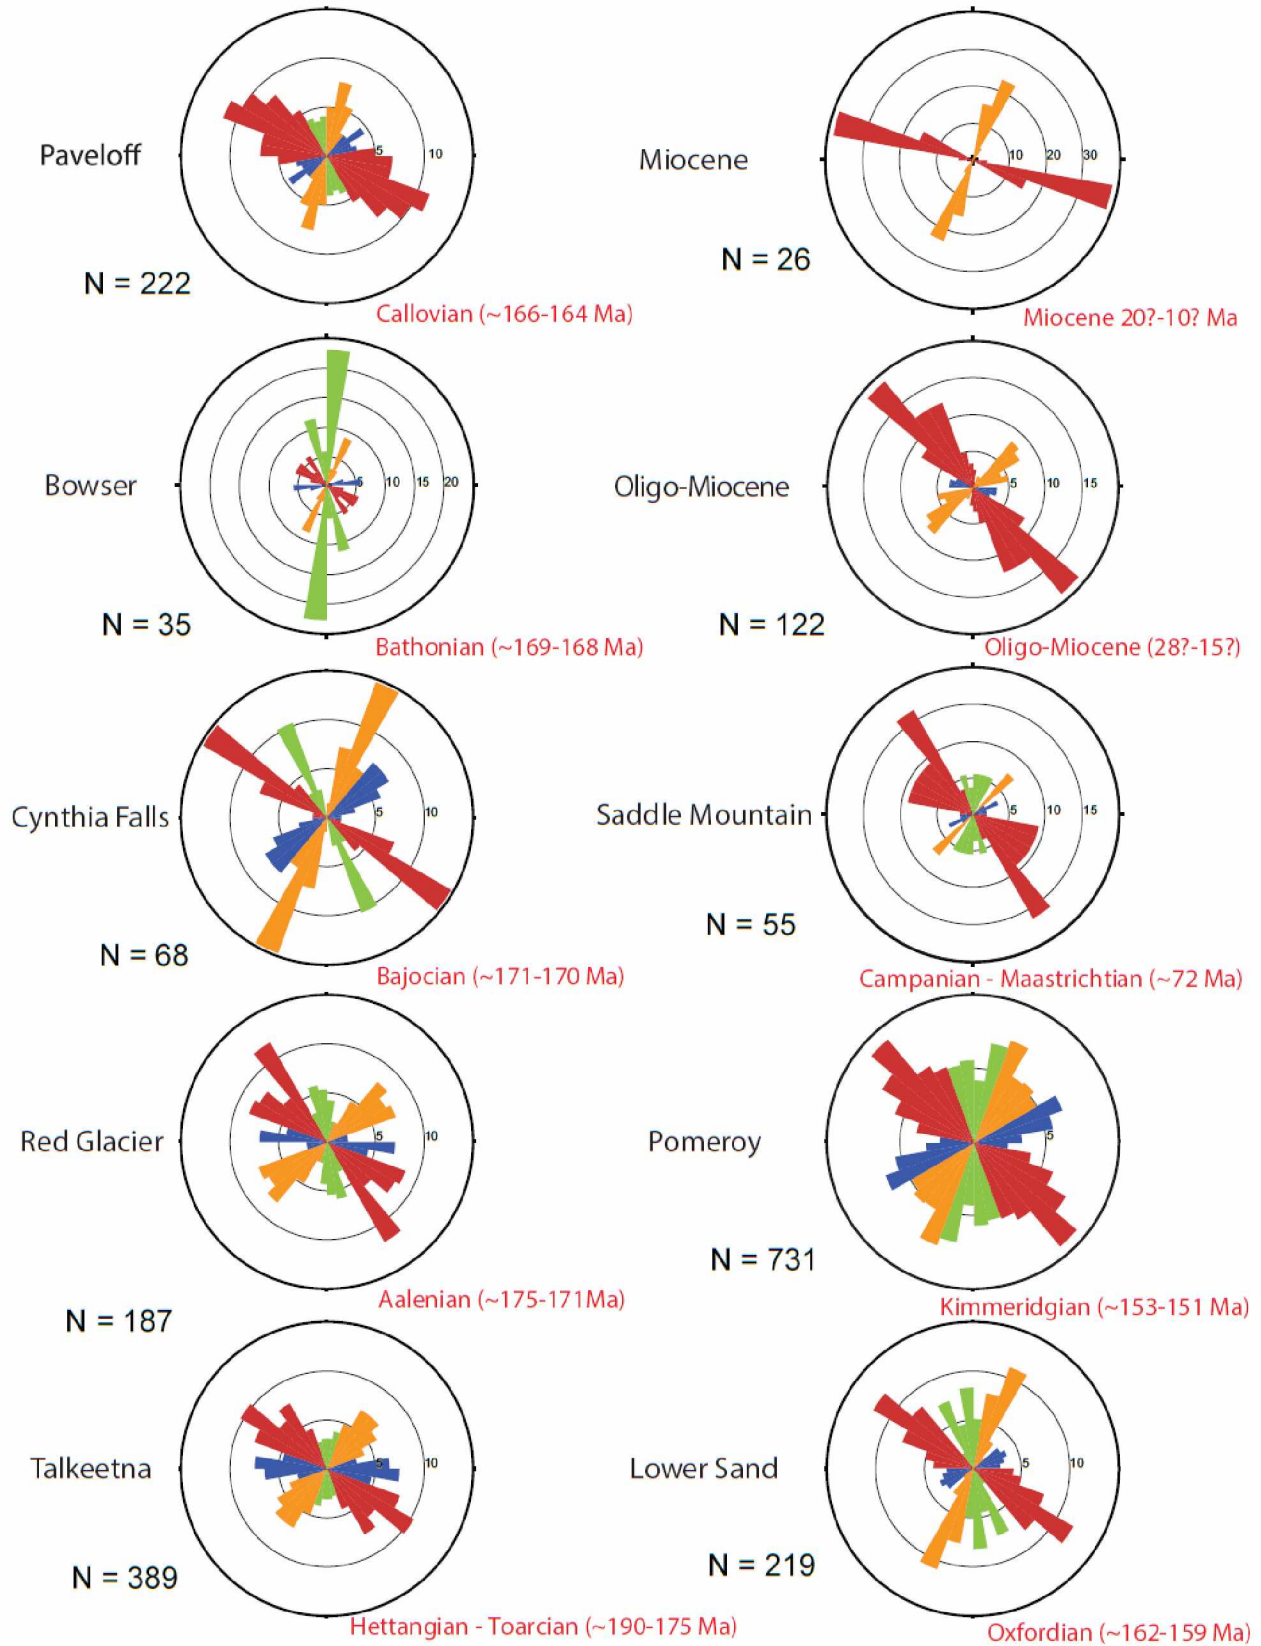 Paveloff
5
10
N = 222
Callovian (~166-164 Ma)
Bowser
5
10
15
20
N = 35
Bathonian (~169-168 Ma)
Cynthia Falls
5
10
N = 68
Bajocian (~171-170 Ma)
Red Glacier
5
10
N = 187
Aalenian (~175-171Ma)
Talkeetna
5
10
N = 389
Hettangian - Toarcian (~190-175 Ma)
Miocene
10
20
30
N = 26
Miocene 20?-10? Ma
Oligo-Miocene
5
10
15
N = 122
Oligo-Miocene (28?-15?)
Saddle Mountain
5
10
15
N = 55
Campanian - Maastrichtian (~72 Ma)
Pomeroy
5
N = 731
Kimmeridgian (~153-151 Ma)
Lower Sand
5
10
N = 219
Oxfordian (~162-159 Ma)